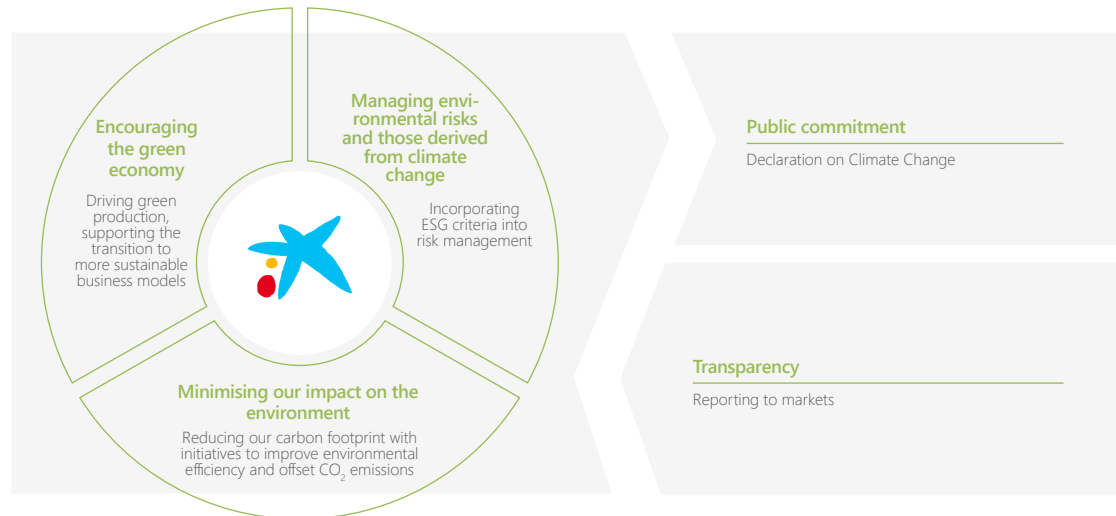 Encouraging
the green
economy
Driving green
production,
supporting the
transition to
more sustainable
business models
Managing envi-
ronmental risks
and those derived
from climate
change
Incorporating
ESG criteria into
risk management
Minimising our impact on the
environment
Reducing our carbon footprint with
initiatives to improve environmental
efficiency and offset CO₂ emissions
Public commitment
Declaration on Climate Change
Transparency
Reporting to markets